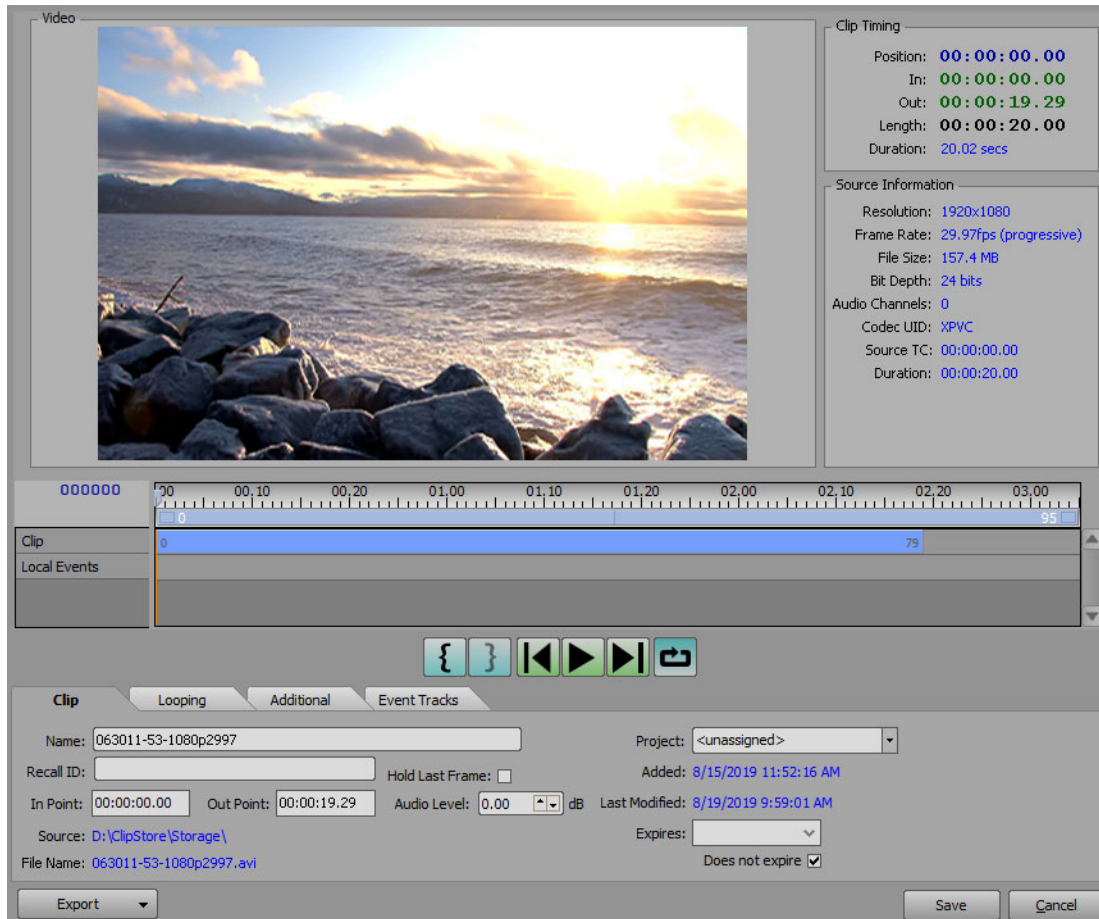 Video
Clip Timing
Position: 00:00:00.00
In: 00:00:00.00
Out: 00:00:19.29
Length: 00:00:20.00
Duration: 20.02 secs
Source Information
Resolution: 1920x1080
Frame Rate: 29.97fps (progressive)
File Size: 157.4 MB
Bit Depth: 24 bits
Audio Channels: 0
Codec UID: XPVC
Source TC: 00:00:00.00
Duration: 00:00:20.00
000000 00 00.10 00.20 01.00 01.10 01.20 02.00 02.10 02.20 03.00
0 95
Clip 0 79
Local Events
{ }
Clip Looping Additional Event Tracks
Name: 063011-53-1080p2997 Project: <unassigned>
Recall ID: Hold Last Frame: Added: 8/15/2019 11:52:16 AM
In Point: 00:00:00.00 Out Point: 00:00:19.29 Audio Level: 0.00 dB Last Modified: 8/19/2019 9:59:01 AM
Source: D:\ClipStore\Storage\ Expires:
File Name: 063011-53-1080p2997.avi Does not expire
Export Save Cancel